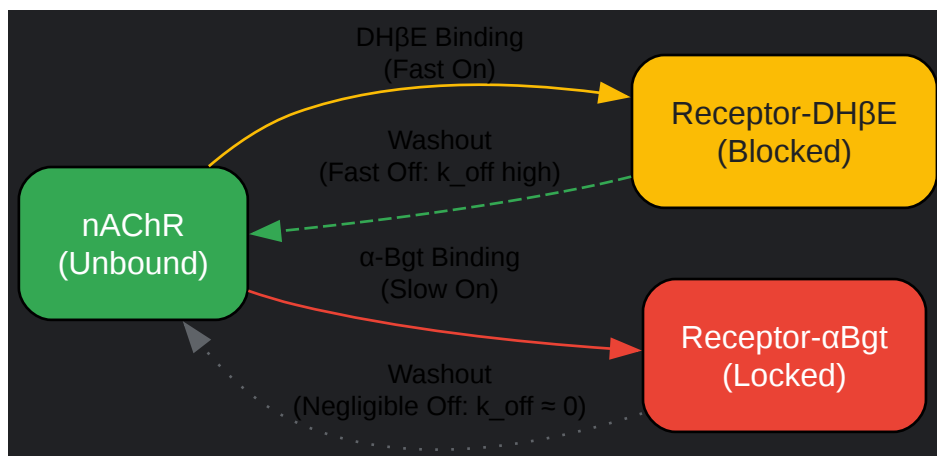 DHβE Binding
(Fast On)
Receptor-DHβE
(Blocked)
Washout
(Fast Off: k_off high)
nAChR
(Unbound)
α-Bgt Binding
(Slow On)
Receptor-αBgt
(Locked)
Washout
(Negligible Off: k_off ≈ 0)